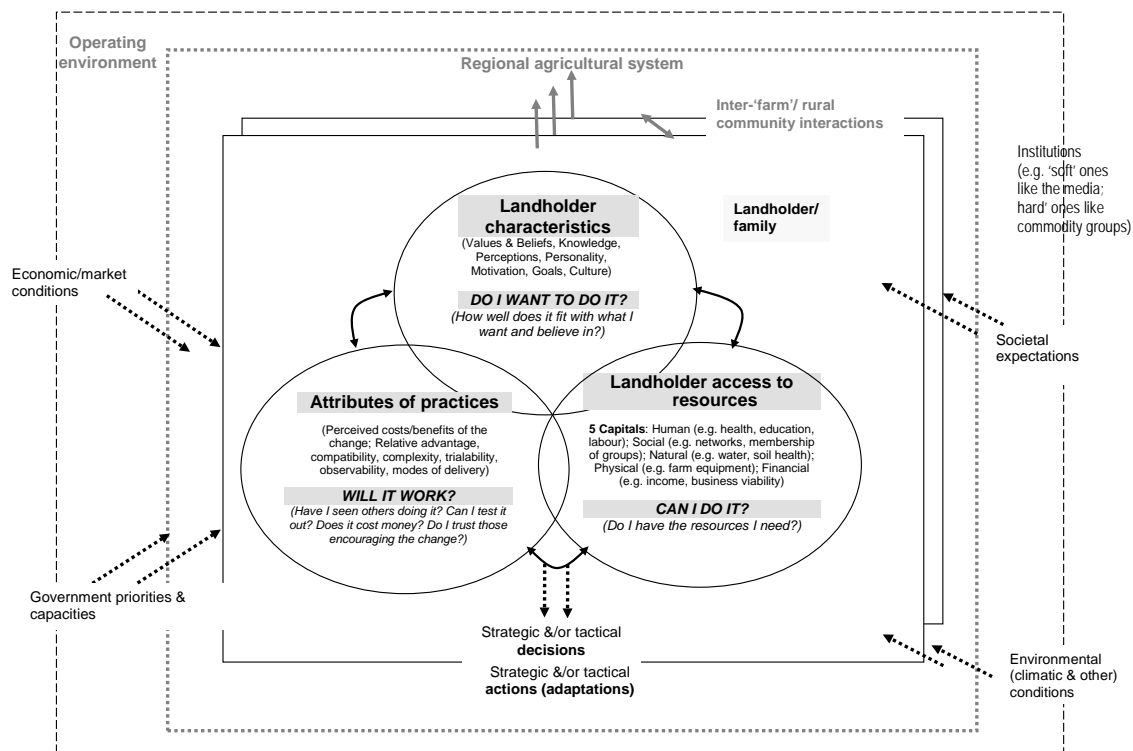 Operating
environment
Regional agricultural system
Inter-‘farm’/ rural
community interactions
Institutions
(e.g. ‘soft’ ones
like the media;
hard’ ones like
commodity groups)
Landholder
characteristics
(Values & Beliefs, Knowledge,
Perceptions, Personality,
Motivation, Goals, Culture)
DO I WANT TO DO IT?
(How well does it fit with what I
want and believe in?)
Landholder/
family
Economic/market
conditions
Societal
expectations
Attributes of practices
(Perceived costs/benefits of the
change; Relative advantage,
compatibility, complexity, trialability,
observability, modes of delivery)
WILL IT WORK?
(Have I seen others doing it? Can I test it
out? Does it cost money? Do I trust those
encouraging the change?)
Landholder access to
resources
5 Capitals: Human (e.g. health, education,
labour); Social (e.g. networks, membership
of groups); Natural (e.g. water, soil health);
Physical (e.g. farm equipment); Financial
(e.g. income, business viability)
CAN I DO IT?
(Do I have the resources I need?)
Government priorities &
capacities
Strategic &/or tactical
decisions
Strategic &/or tactical
actions (adaptations)
Environmental
(climatic & other)
conditions